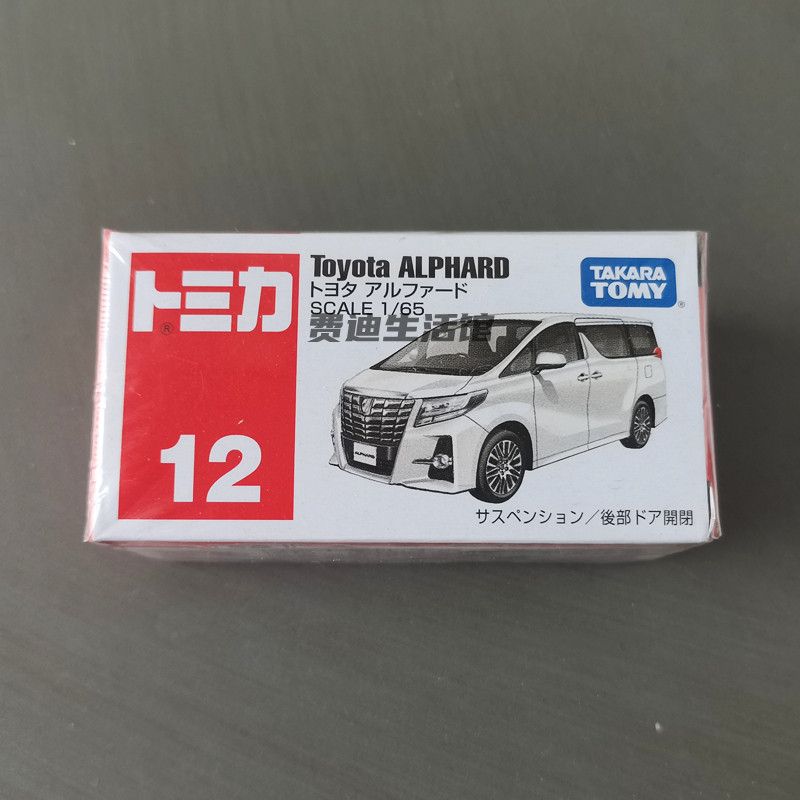 トミカ
®
12
Toyota ALPHARD
トヨタ アルファード
SCALE 1/65
费迪生活馆
TAKARA
TOMY
®
ALPHARD
サスペンション／後部ドア開閉